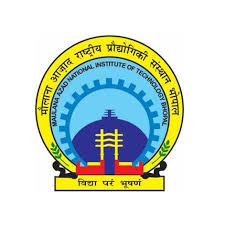 मौलाना आज़ाद राष्ट्रीय प्रौद्योगिकी संस्थान भोपाल
MAULANA AZAD NATIONAL INSTITUTE OF TECHNOLOGY BHOPAL
विद्या परं भूषणं